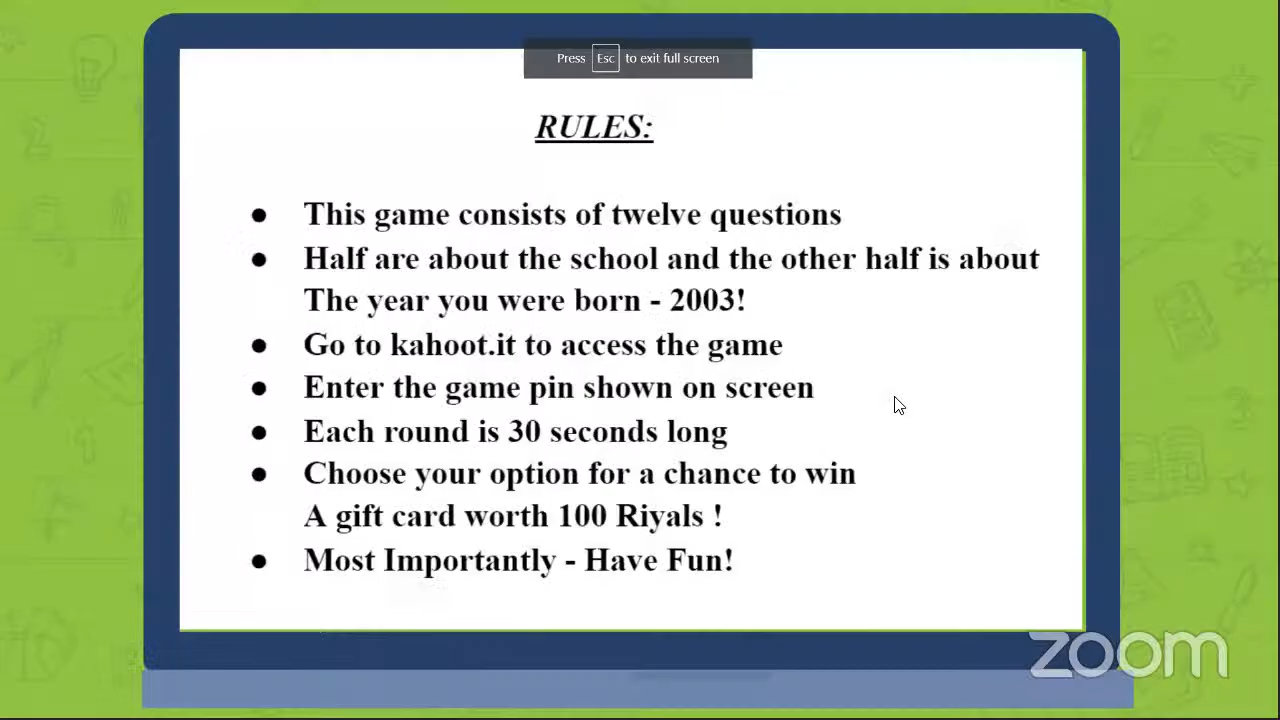 Press Esc to exit full screen
RULES:
● This game consists of twelve questions
● Half are about the school and the other half is about
The year you were born - 2003!
● Go to kahoot.it to access the game
● Enter the game pin shown on screen
● Each round is 30 seconds long
● Choose your option for a chance to win
A gift card worth 100 Riyals !
● Most Importantly - Have Fun!
zoom